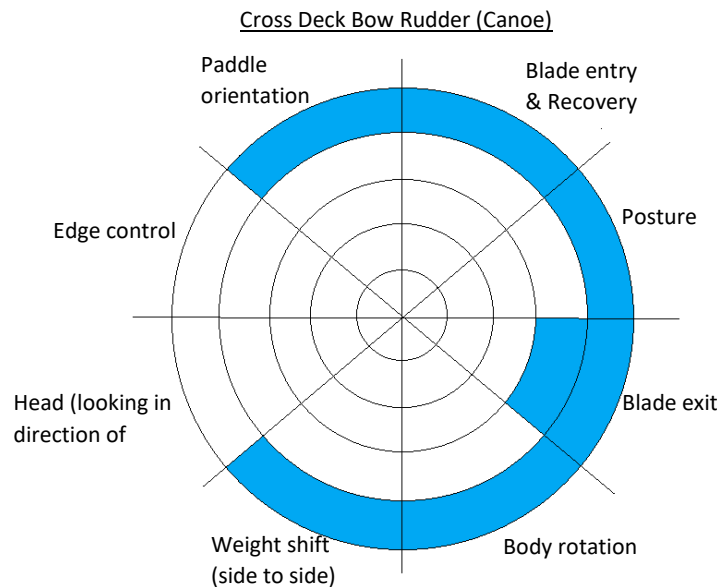 Cross Deck Bow Rudder (Canoe)
Paddle
orientation
Blade entry
& Recovery
Edge control
Posture
Head (looking in
direction of
Blade exit
Weight shift
(side to side)
Body rotation